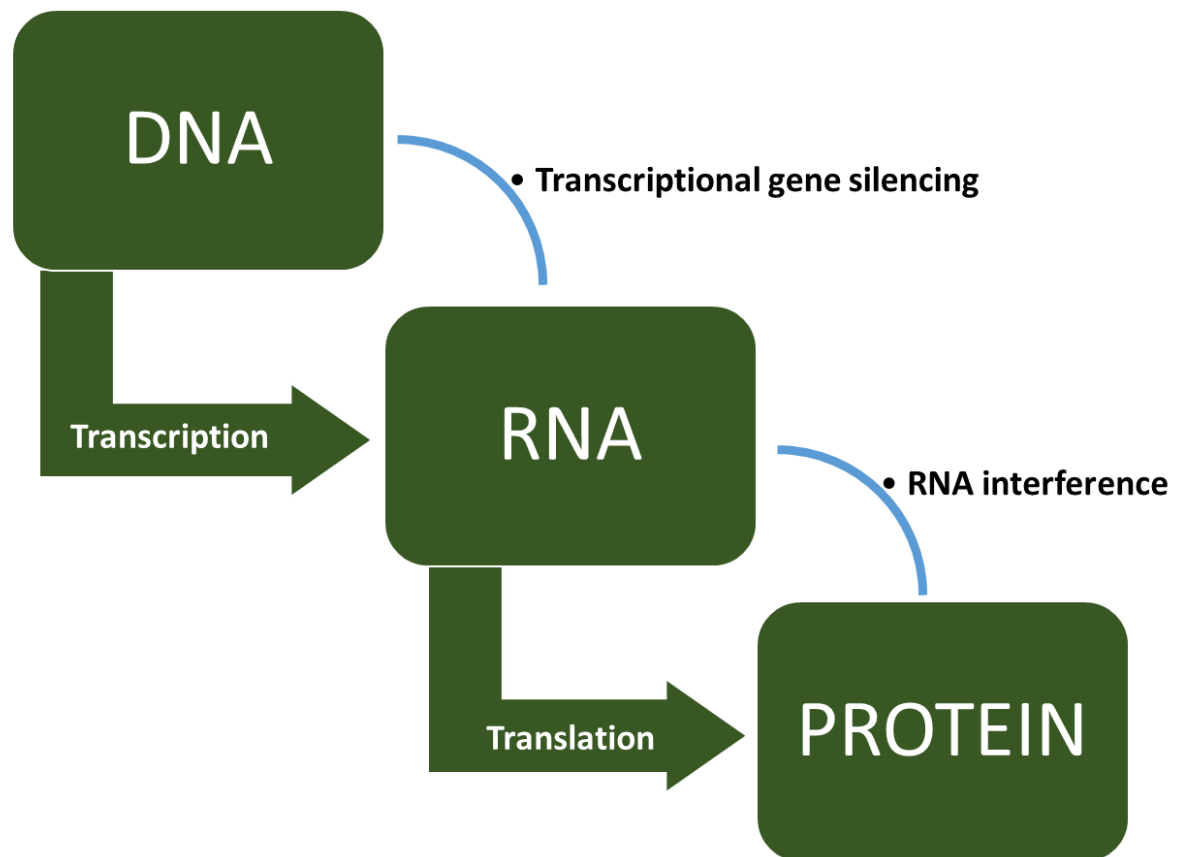 DNA
• Transcriptional gene silencing
Transcription
RNA
• RNA interference
Translation
PROTEIN